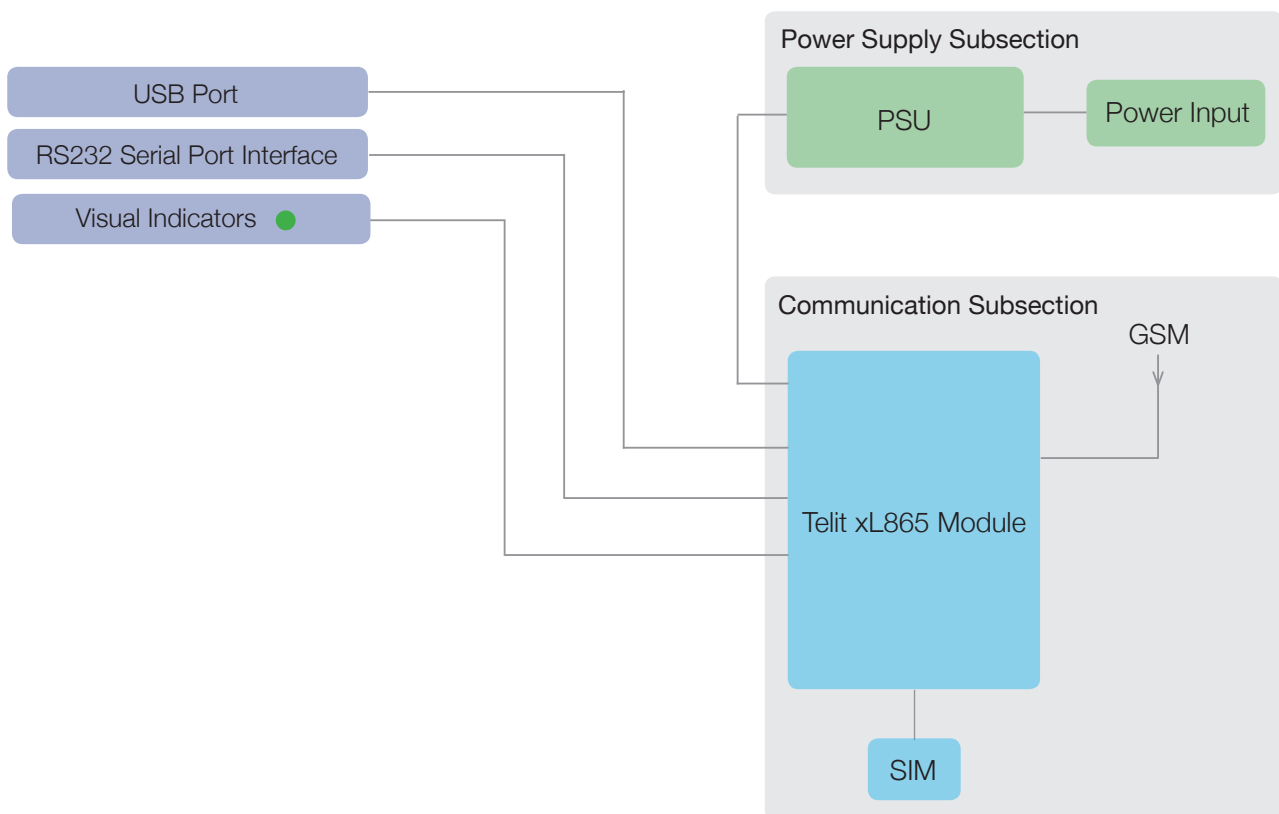 Power Supply Subsection
USB Port
PSU
Power Input
RS232 Serial Port Interface
Visual Indicators
Communication Subsection
GSM
Telit xL865 Module
SIM